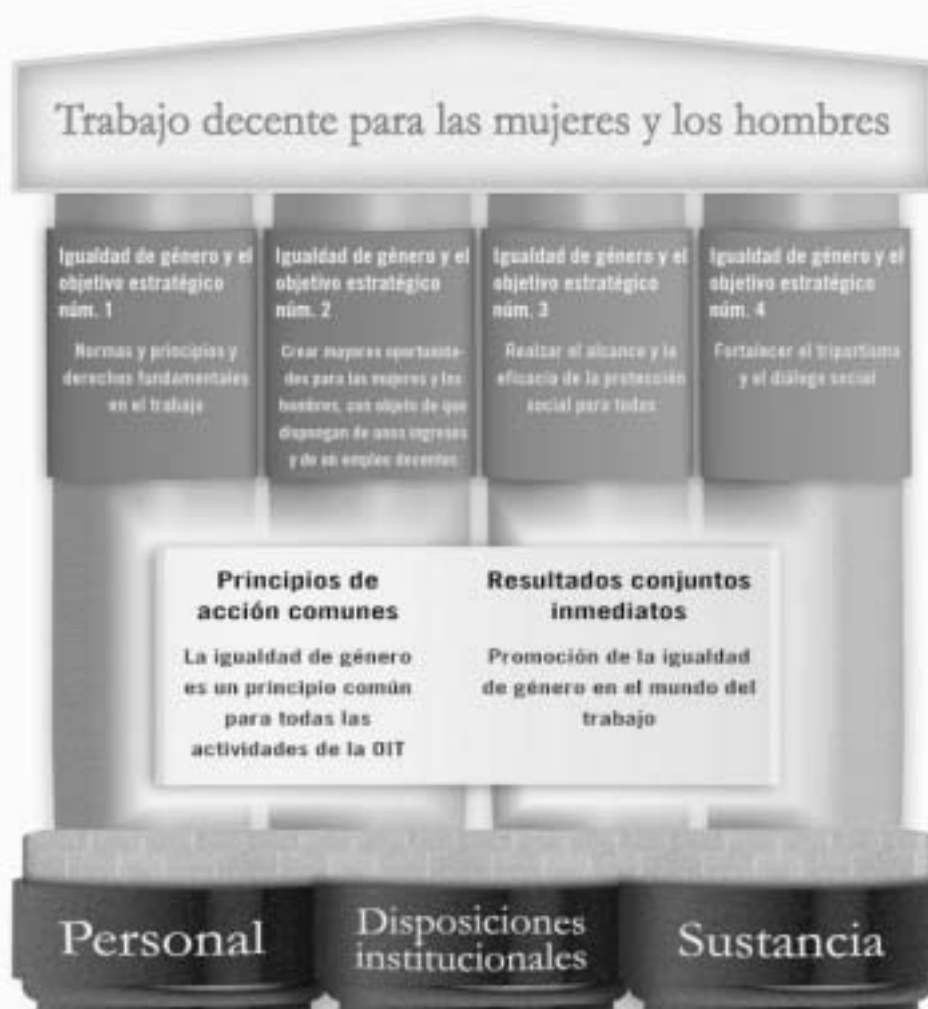 Trabajo decente para las mujeres y los hombres
Igualdad de género y el
objetivo estratégico
núm. 1
Normas y principios y
derechos fundamentales
en el trabajo
Igualdad de género y el
objetivo estratégico
núm. 2
Crear mayores oportunida-
des para las mujeres y los
hombres, con objeto de que
dispongan de unos ingresos
y de un empleo decentes
Igualdad de género y el
objetivo estratégico
núm. 3
Realzar el alcance y la
eficacia de la protección
social para todos
Igualdad de género y el
objetivo estratégico
núm. 4
Fortalecer el tripartismo
y el diálogo social
Principios de
acción comunes
La igualdad de género
es un principio común
para todas las
actividades de la OIT
Resultados conjuntos
inmediatos
Promoción de la igualdad
de género en el mundo del
trabajo
Personal
Disposiciones
institucionales
Sustancia